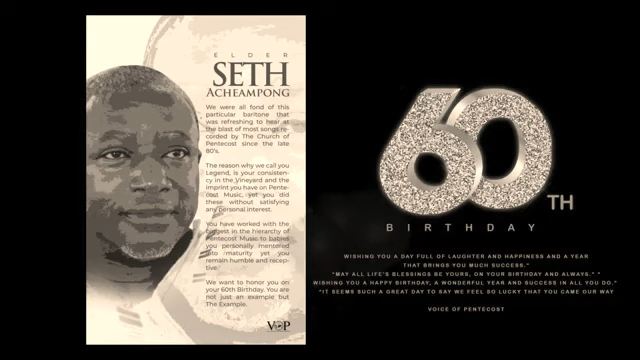 ELDER
SETH
ACHEAMPONG
We were all fond of this
particular baritone that
was refreshing to hear at
the blast of most songs re-
corded by The Church of
Pentecost since the late
80's.
The reason why we call you
Legend, is your consisten-
cy in the Vineyard and the
imprint you have on Pente-
cost Music, yet you did
these without satisfying
any personal interest.
You have worked with the
biggest in the hierarchy of
Pentecost Music to babies
you personally mentored
into maturity yet you
remain humble and recep-
tive
We want to honor you on
your 60th Birthday. You are
not just an example but
The Example.
VOP
60TH
BIRTHDAY
WISHING YOU A DAY FULL OF LAUGHTER AND HAPPINESS AND A YEAR
THAT BRINGS YOU MUCH SUCCESS."
"MAY ALL LIFE'S BLESSINGS BE YOURS, ON YOUR BIRTHDAY AND ALWAYS." "
WISHING YOU A HAPPY BIRTHDAY, A WONDERFUL YEAR AND SUCCESS IN ALL YOU DO."
"IT SEEMS SUCH A GREAT DAY TO SAY WE FEEL SO LUCKY THAT YOU CAME OUR WAY
VOICE OF PENTECOST